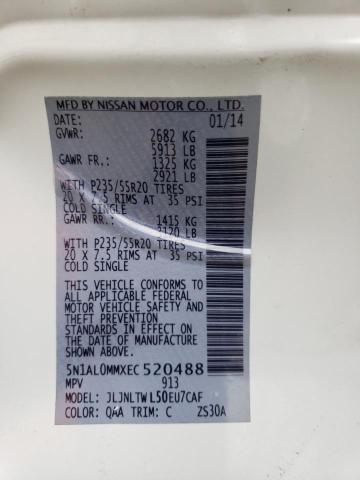 MFD BY NISSAN MOTOR CO., LTD.
DATE: 01/14
GVWR: 2682 KG
5913 LB
GAWR FR.: 1325 KG
2921 LB
WITH P235/55R20 TIRES
20 X 7.5 RIMS AT 35 PSI
COLD SINGLE
GAWR RR.: 1415 KG
3120 LB
WITH P235/55R20 TIRES
20 X 7.5 RIMS AT 35 PSI
COLD SINGLE
THIS VEHICLE CONFORMS TO
ALL APPLICABLE FEDERAL
MOTOR VEHICLE SAFETY AND
THEFT PREVENTION
STANDARDS IN EFFECT ON
THE DATE OF MANUFACTURE
SHOWN ABOVE.
5N1AL0MMXEC520488
MPV 913
MODEL: JLJNLTWL50EU7CAF
COLOR: QAA TRIM: C ZS30A